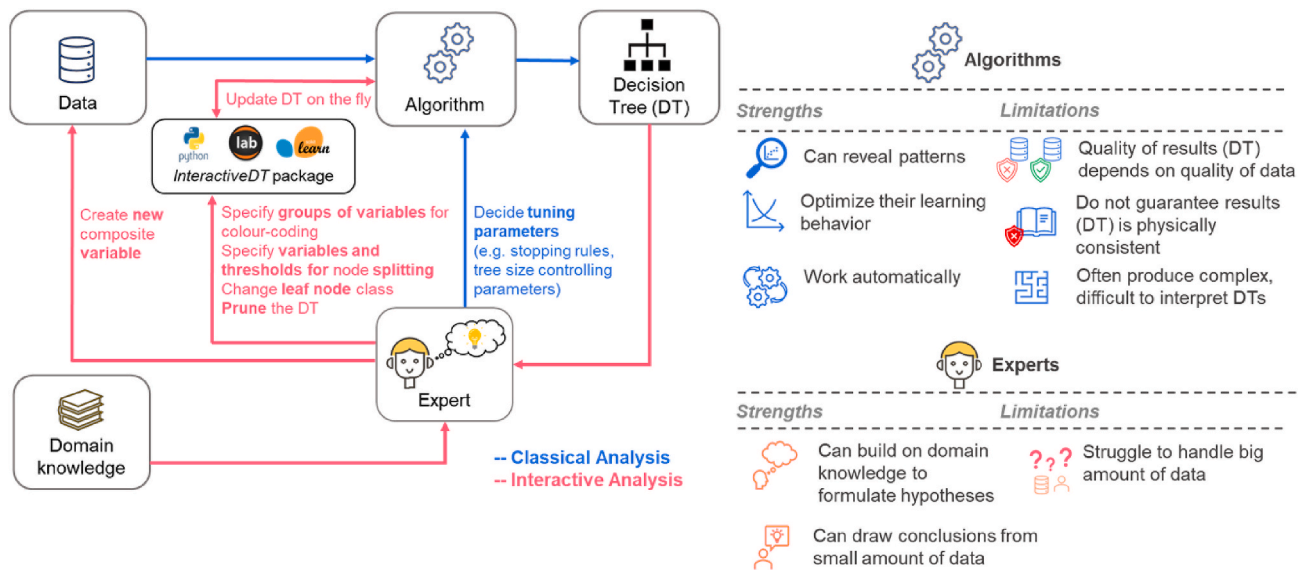 Data
Algorithm
Decision
Tree (DT)
Update DT on the fly
python
lab
learn
InteractiveDT package
Create new
composite
variable
Specify groups of variables for
colour-coding
Specify variables and
thresholds for node splitting
Change leaf node class
Prune the DT
Decide tuning
parameters
(e.g. stopping rules,
tree size controlling
parameters)
Expert
Domain
knowledge
-- Classical Analysis
-- Interactive Analysis
Algorithms
Strengths
Limitations
Can reveal patterns
Quality of results (DT)
depends on quality of data
Optimize their learning
behavior
Do not guarantee results
(DT) is physically
consistent
Work automatically
Often produce complex,
difficult to interpret DTs
Experts
Strengths
Limitations
Can build on domain
knowledge to
formulate hypotheses
???
Struggle to handle big
amount of data
Can draw conclusions from
small amount of data